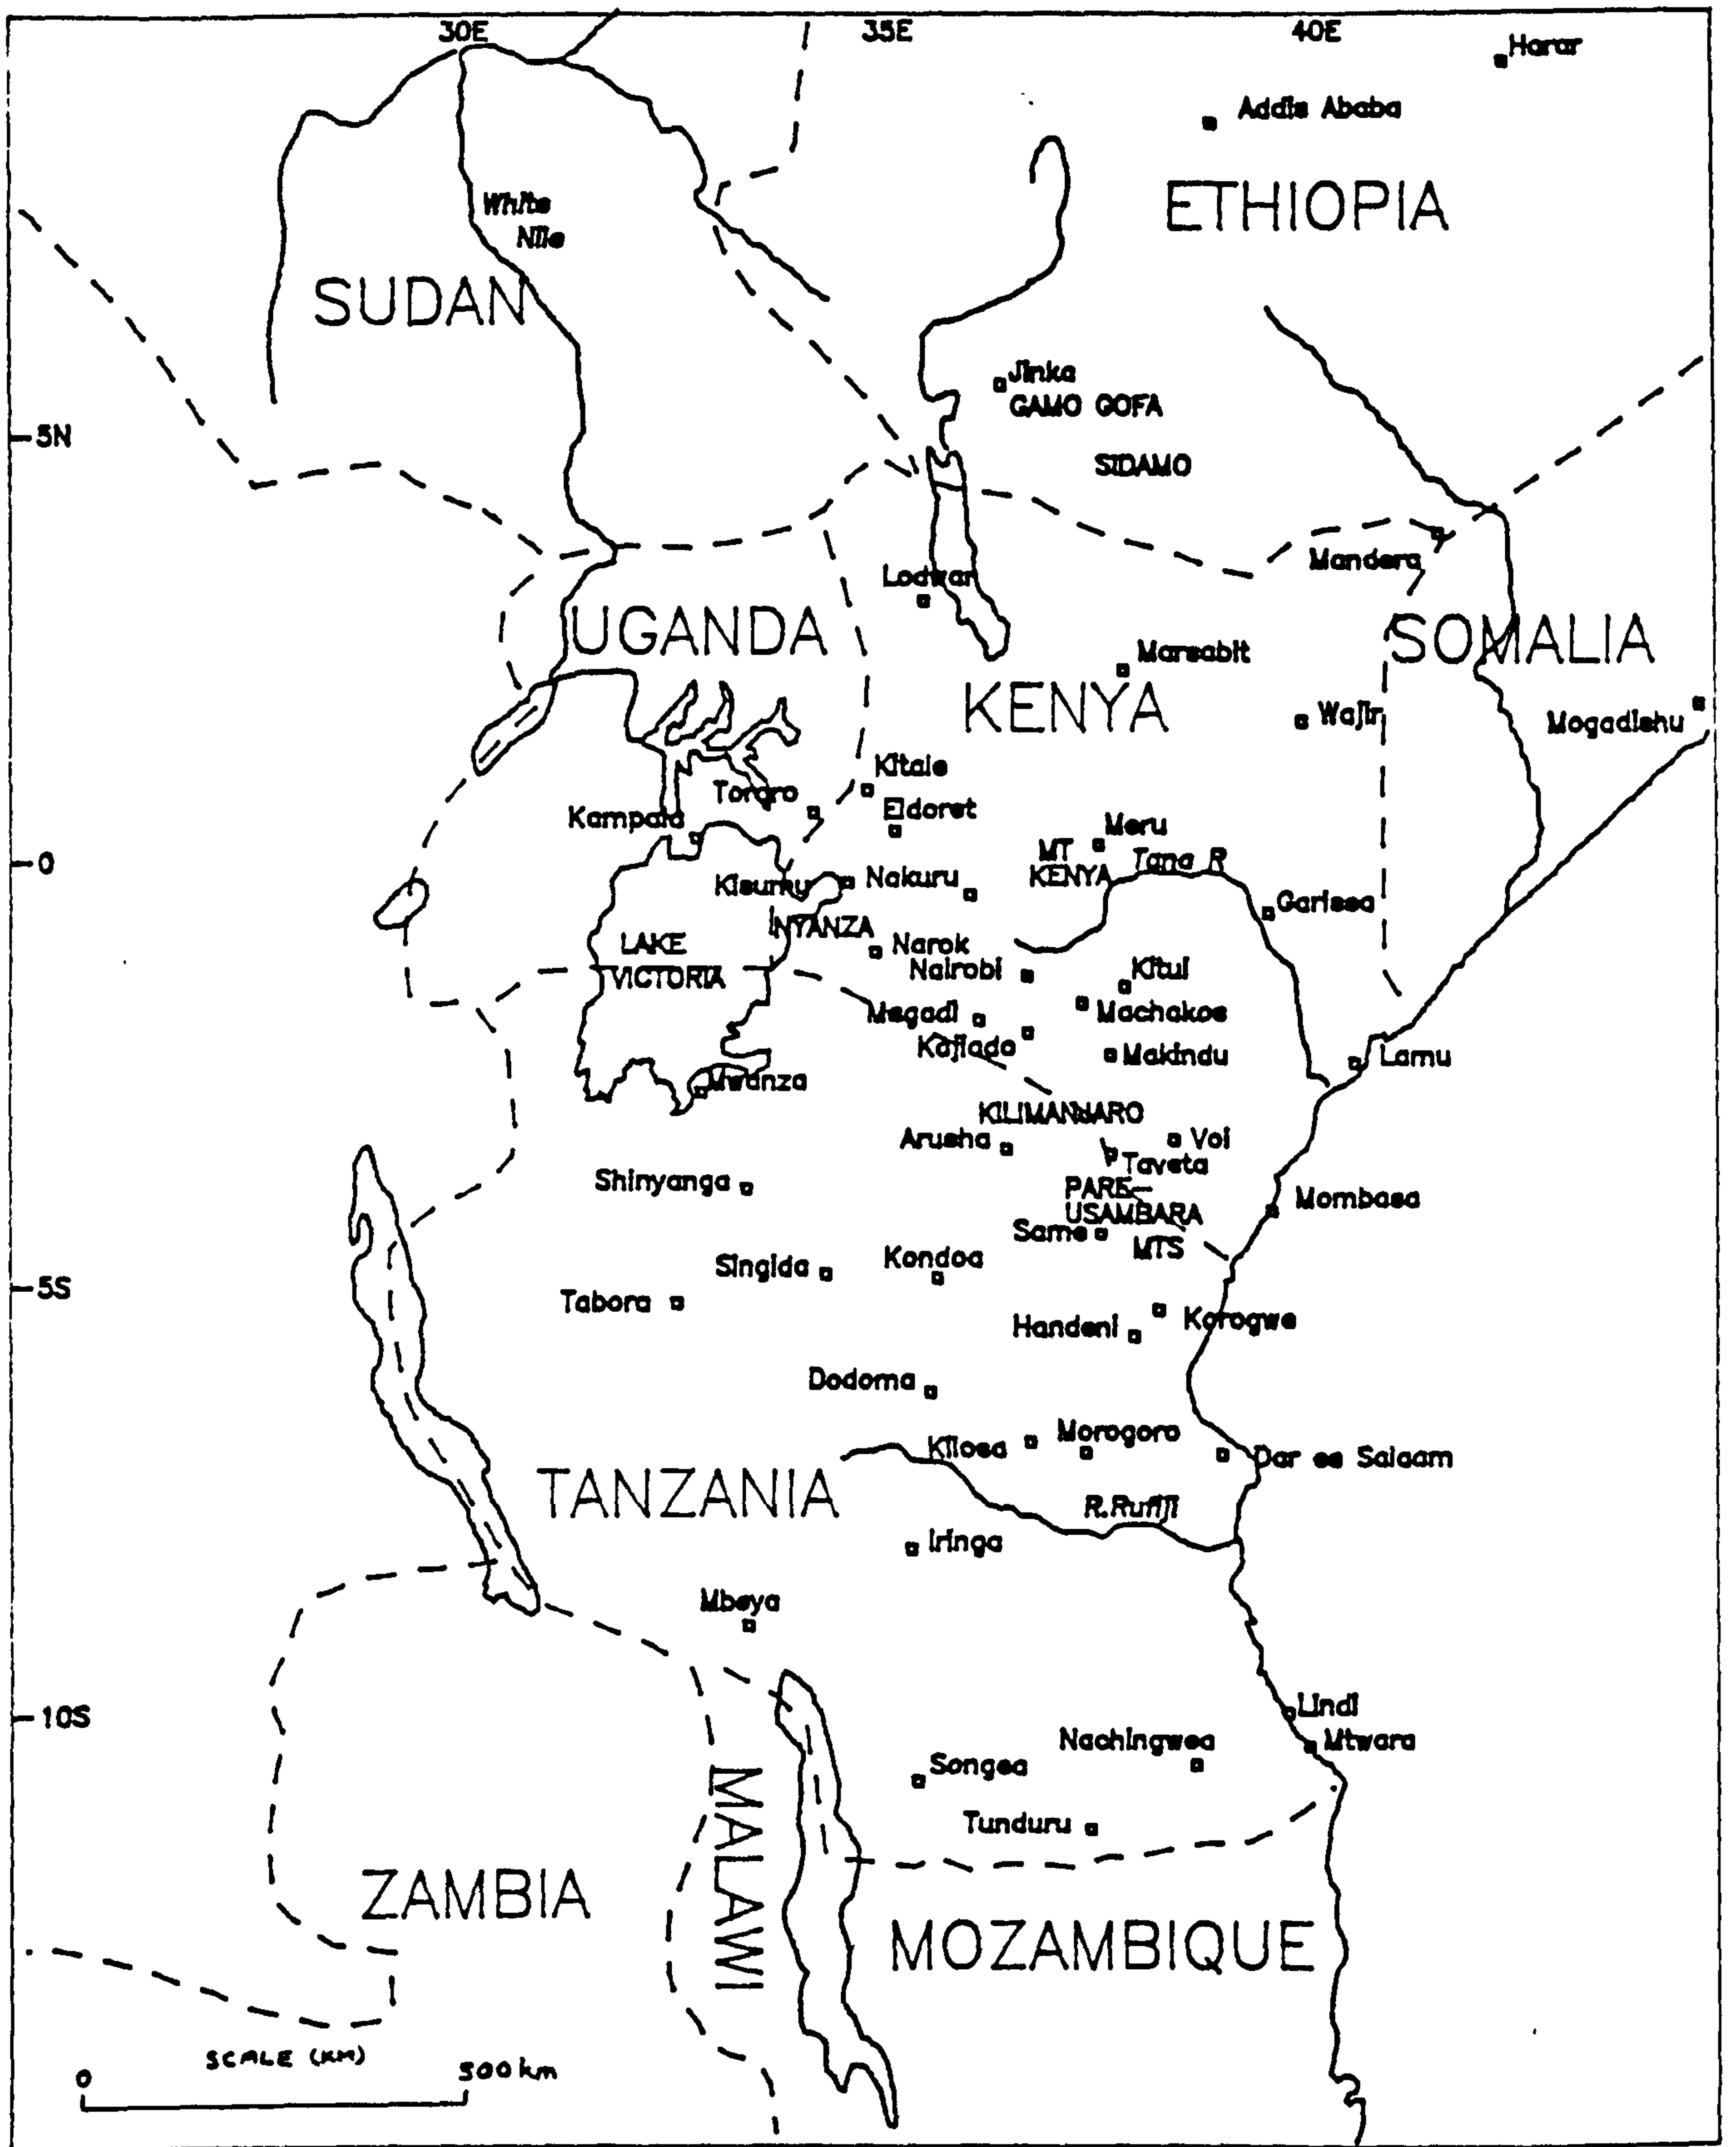 30E 35E 40E
Harar
Addis Ababa
ETHIOPIA
White
Nile
SUDAN
Jinka
GAMO GOFA
5N
SIDAMO
Mandera
Lodwar
UGANDA
SOMALIA
Marsabit
KENYA
Wajir
Mogadishu
Kitale
Tororo
Eldoret
Kampala
Meru
MT
KENYA
Tana R
0
Kisumu
Nakuru
Garissa
NYANZA
LAKE
VICTORIA
Narok
Nairobi
Kitui
Magadi
Machakos
Kajiado
Makindu
Lamu
Mwanza
KILIMANJARO
Arusha
Voi
Taveta
Shinyanga
PARE-
USAMBARA
MTS
Mombasa
Same
Singida
Kondoa
5S
Tabora
Handeni
Korogwe
Dodoma
Kilosa
Morogoro
Dar es Salaam
TANZANIA
R.Rufiji
Iringa
Mbeya
Lindi
10S
Nachingwea
Mtwara
Songea
Tunduru
MALAWI
ZAMBIA
MOZAMBIQUE
SCALE (KM)
0 500 km